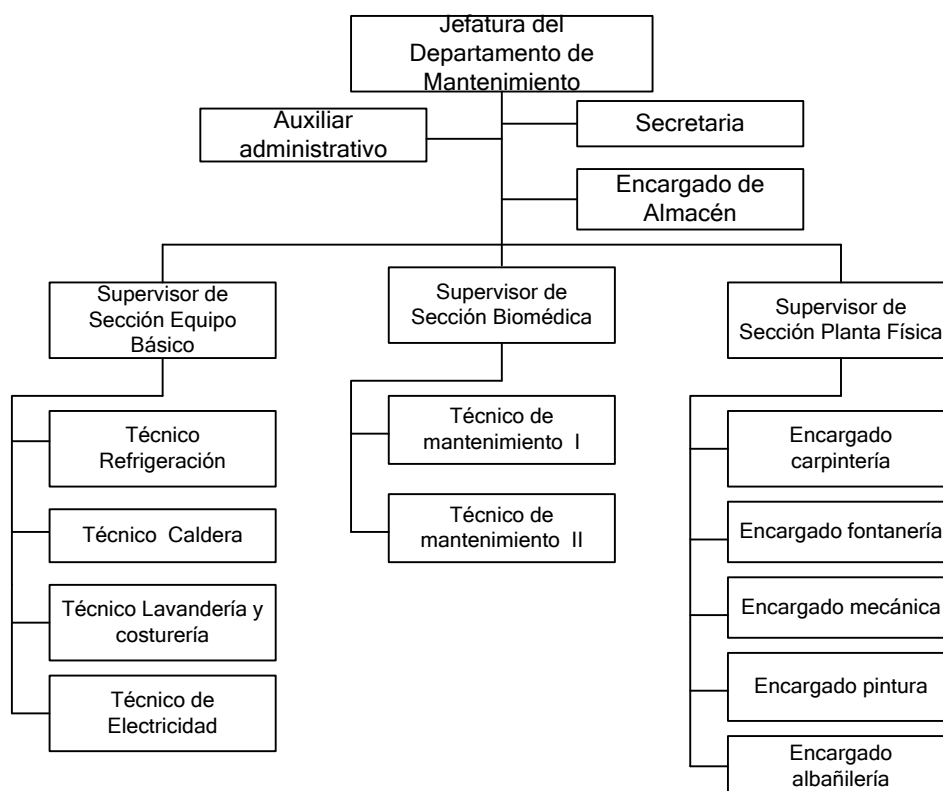 Jefatura del
Departamento de
Mantenimiento
Auxiliar
administrativo
Secretaria
Encargado de
Almacén
Supervisor de
Sección Equipo
Básico
Supervisor de
Sección Biomédica
Supervisor de
Sección Planta Física
Técnico
Refrigeración
Técnico Caldera
Técnico Lavandería y
costurería
Técnico de
Electricidad
Técnico de
mantenimiento I
Técnico de
mantenimiento II
Encargado
carpintería
Encargado fontanería
Encargado mecánica
Encargado pintura
Encargado
albañilería